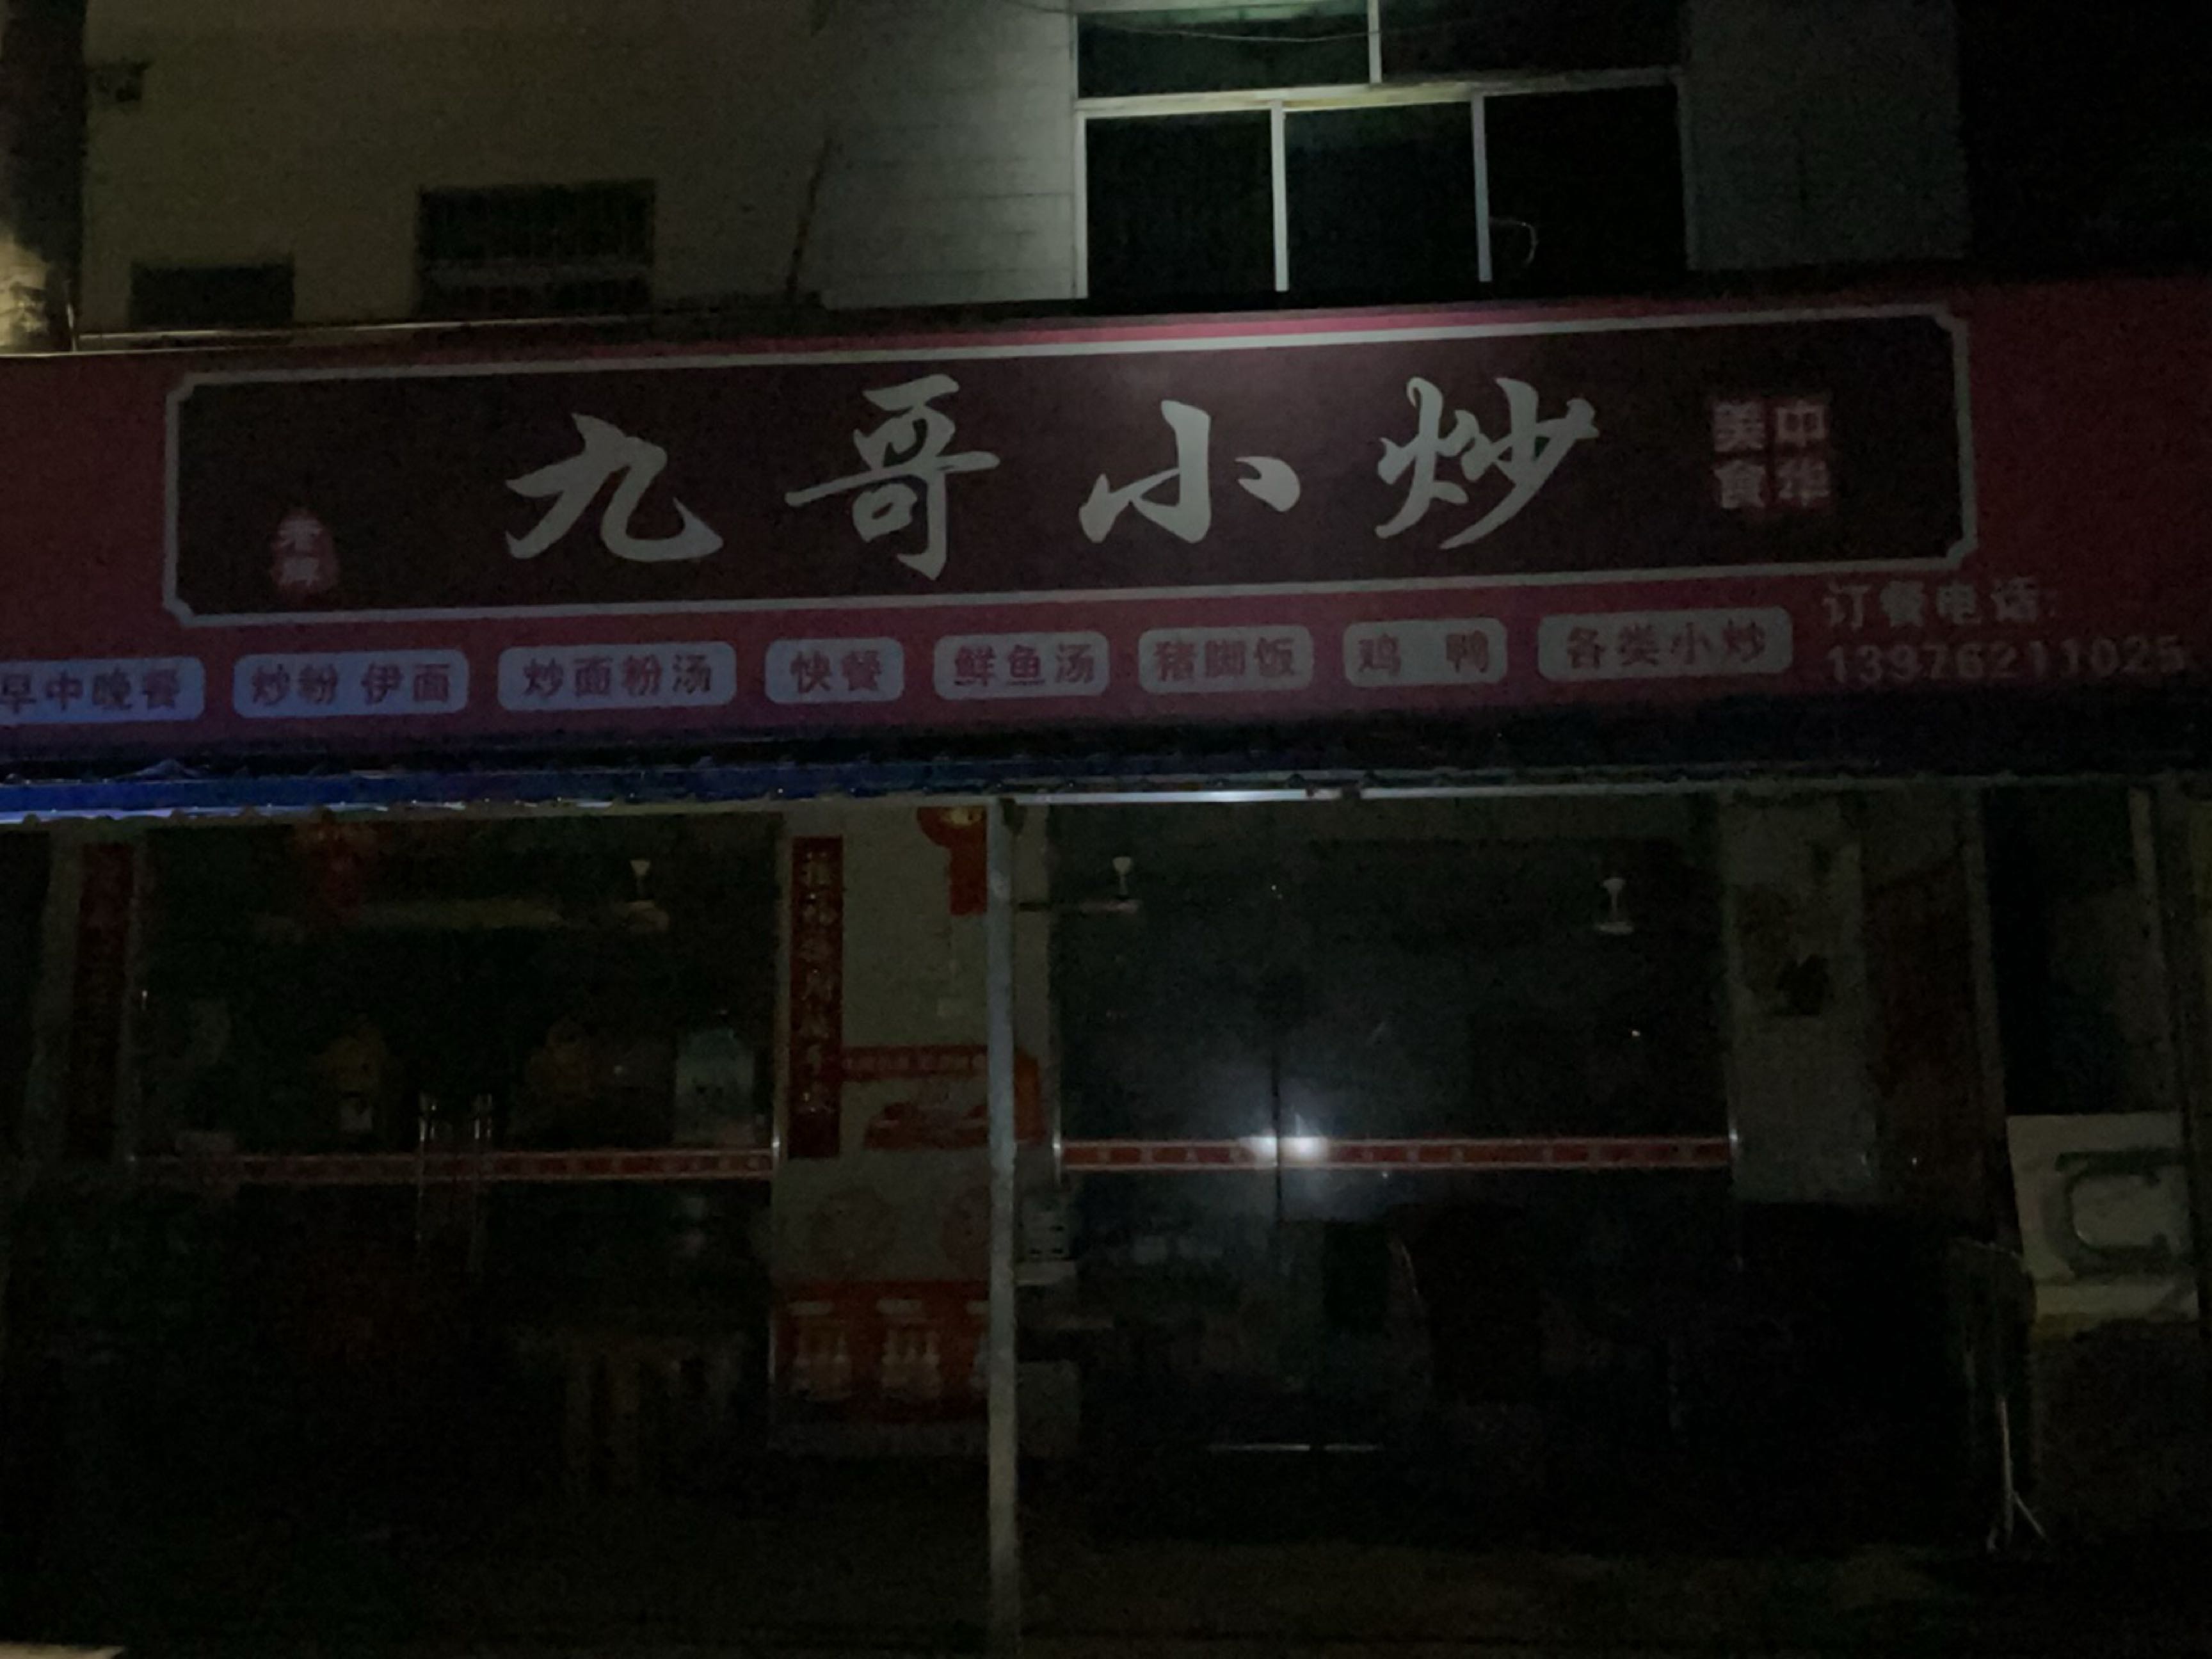 九哥小炒
中华
美食
早中晚餐 炒粉 伊面 炒面粉汤 快餐 鲜鱼汤 猪脚饭 鸡 鸭 各类小炒
订餐电话:
13976211025